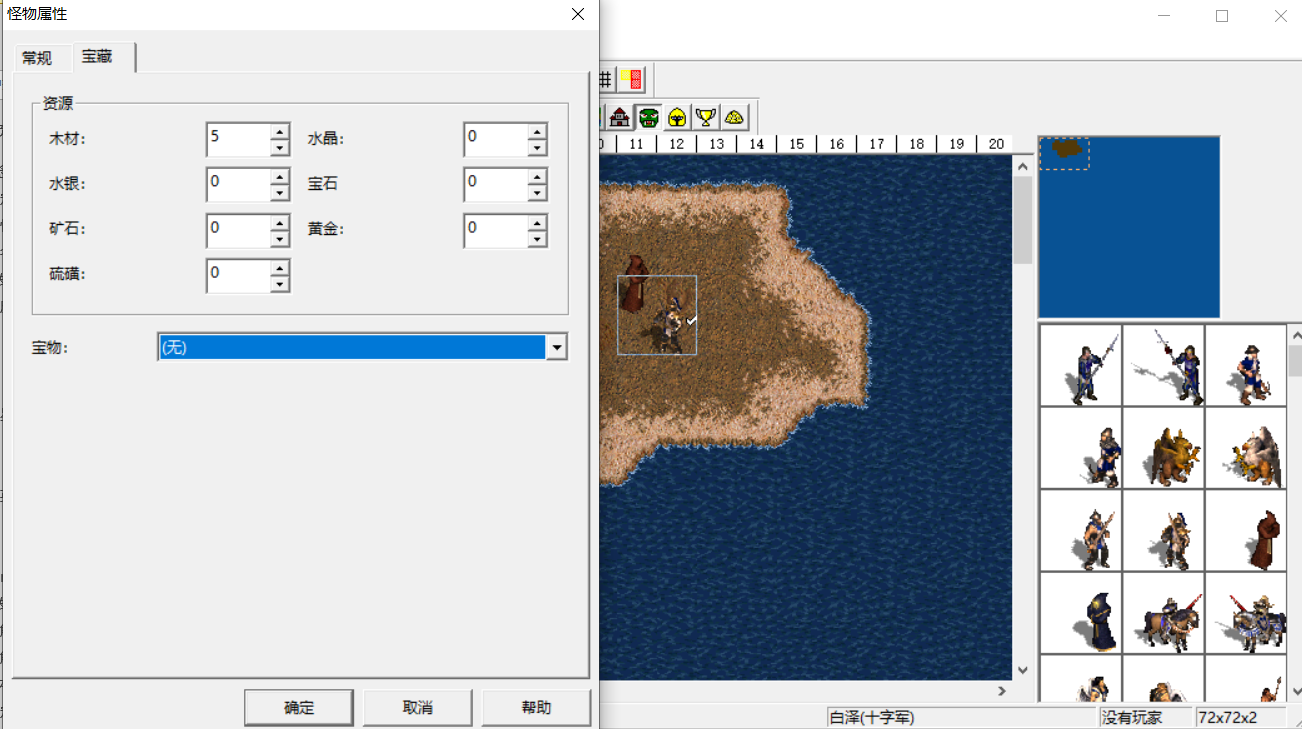 怪物属性
常规
宝藏
资源
木材: 5
水晶: 0
水银: 0
宝石 0
矿石: 0
黄金: 0
硫磺: 0
宝物: (无)
确定
取消
帮助
11 12 13 14 15 16 17 18 19 20
白泽(十字军)
没有玩家
72x72x2